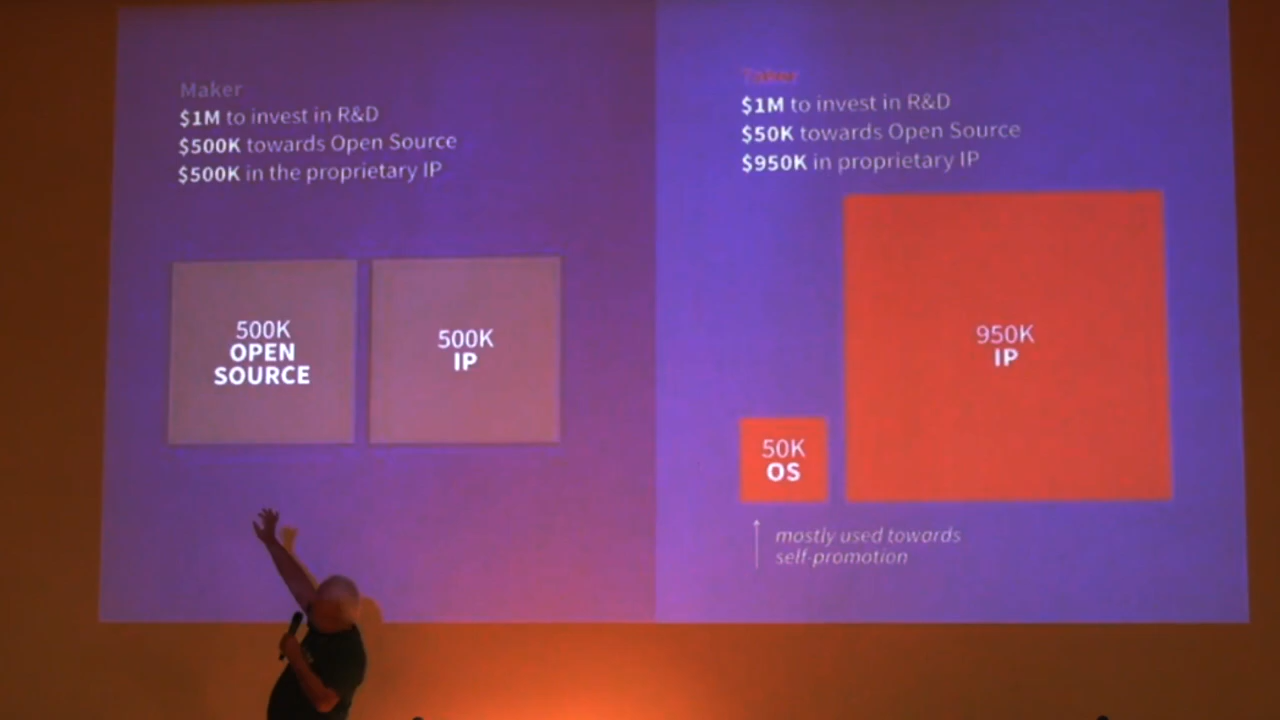 Maker
$1M to invest in R&D
$500K towards Open Source
$500K in the proprietary IP
500K
OPEN
SOURCE
500K
IP
Taker
$1M to invest in R&D
$50K towards Open Source
$950K in proprietary IP
950K
IP
50K
OS
mostly used towards
self-promotion